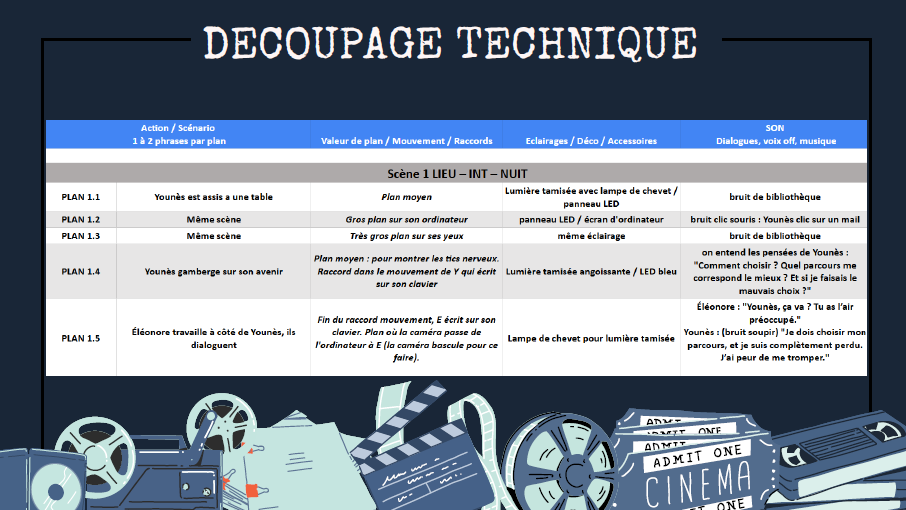 DECOUPAGE TECHNIQUE
Action / Scénario
1 à 2 phrases par plan
Valeur de plan / Mouvement / Raccords
Eclairages / Déco / Accessoires
SON
Dialogues, voix off, musique
Scène 1 LIEU – INT – NUIT
PLAN 1.1
Younès est assis a une table
Plan moyen
Lumière tamisée avec lampe de chevet /
panneau LED
bruit de bibliothèque
PLAN 1.2
Même scène
Gros plan sur son ordinateur
panneau LED / écran d'ordinateur
bruit clic souris : Younès clic sur un mail
PLAN 1.3
Même scène
Très gros plan sur ses yeux
même éclairage
bruit de bibliothèque
PLAN 1.4
Younès gamberge sur son avenir
Plan moyen : pour montrer les tics nerveux.
Raccord dans le mouvement de Y qui écrit
sur son clavier
Lumière tamisée angoissante / LED bleu
on entend les pensées de Younès :
"Comment choisir ? Quel parcours me
correspond le mieux ? Et si je faisais le
mauvais choix ?"
PLAN 1.5
Éléonore travaille à côté de Younès, ils
dialoguent
Fin du raccord mouvement, E écrit sur son
clavier. Plan où la caméra passe de
l'ordinateur à E (la caméra bascule pour ce
faire).
Lampe de chevet pour lumière tamisée
Éléonore : "Younès, ça va ? Tu as l'air
préoccupé."
Younès : (bruit soupir) "Je dois choisir mon
parcours, et je suis complètement perdu.
J'ai peur de me tromper."
ADMIT ONE
ADMIT ONE
ADMIT ONE
ADMIT ONE
CINEMA
IT ONE